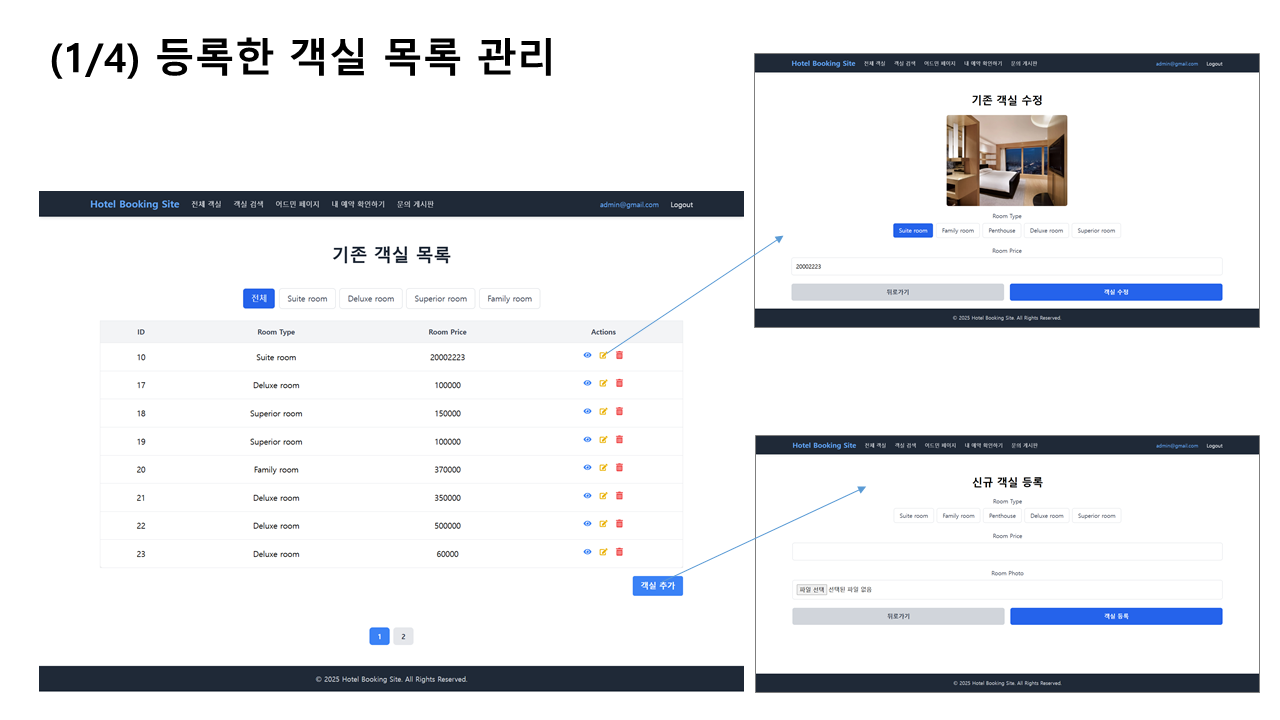 (1/4) 등록한 객실 목록 관리
Hotel Booking Site 전체 객실 객실 검색 어드민 페이지 내 예약 확인하기 문의 게시판 admin@gmail.com Logout
기존 객실 목록
전체 Suite room Deluxe room Superior room Family room
ID Room Type Room Price Actions
10 Suite room 20002223
17 Deluxe room 100000
18 Superior room 150000
19 Superior room 100000
20 Family room 370000
21 Deluxe room 350000
22 Deluxe room 500000
23 Deluxe room 60000
객실 추가
1 2
© 2025 Hotel Booking Site. All Rights Reserved.
Hotel Booking Site 전체 객실 객실 검색 어드민 페이지 내 예약 확인하기 문의 게시판 admin@gmail.com Logout
기존 객실 수정
Room Type
Suite room Family room Penthouse Deluxe room Superior room
Room Price
20002223
뒤로가기 객실 수정
© 2025 Hotel Booking Site. All Rights Reserved.
Hotel Booking Site 전체 객실 객실 검색 어드민 페이지 내 예약 확인하기 문의 게시판 admin@gmail.com Logout
신규 객실 등록
Room Type
Suite room Family room Penthouse Deluxe room Superior room
Room Price
Room Photo
파일 선택 선택된 파일 없음
뒤로가기 객실 등록
© 2025 Hotel Booking Site. All Rights Reserved.